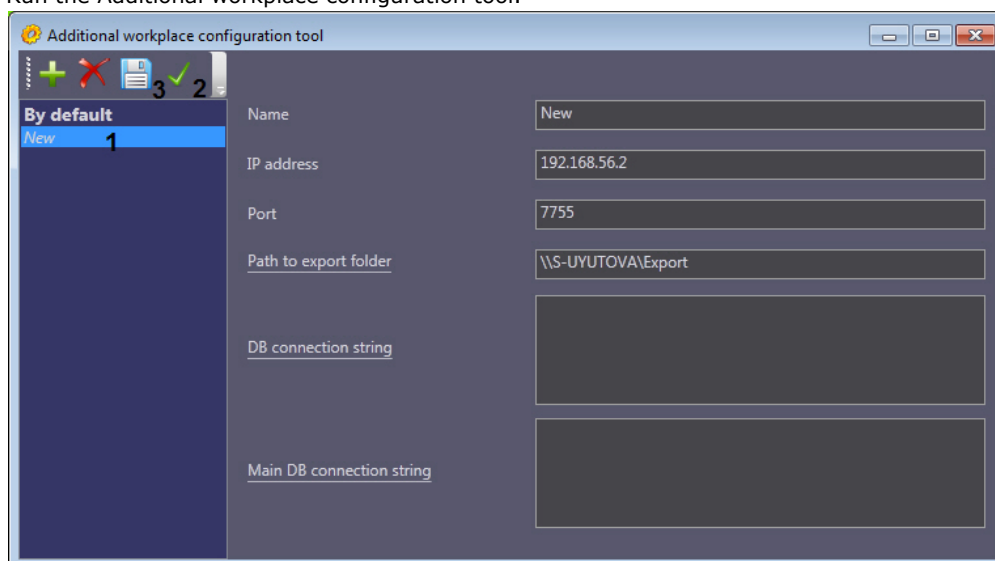 Run the Additional workplace configuration tool.
Additional workplace configuration tool
3 2
By default
New 1
Name New
IP address 192.168.56.2
Port 7755
Path to export folder \\S-UYUTOVA\Export
DB connection string
Main DB connection string